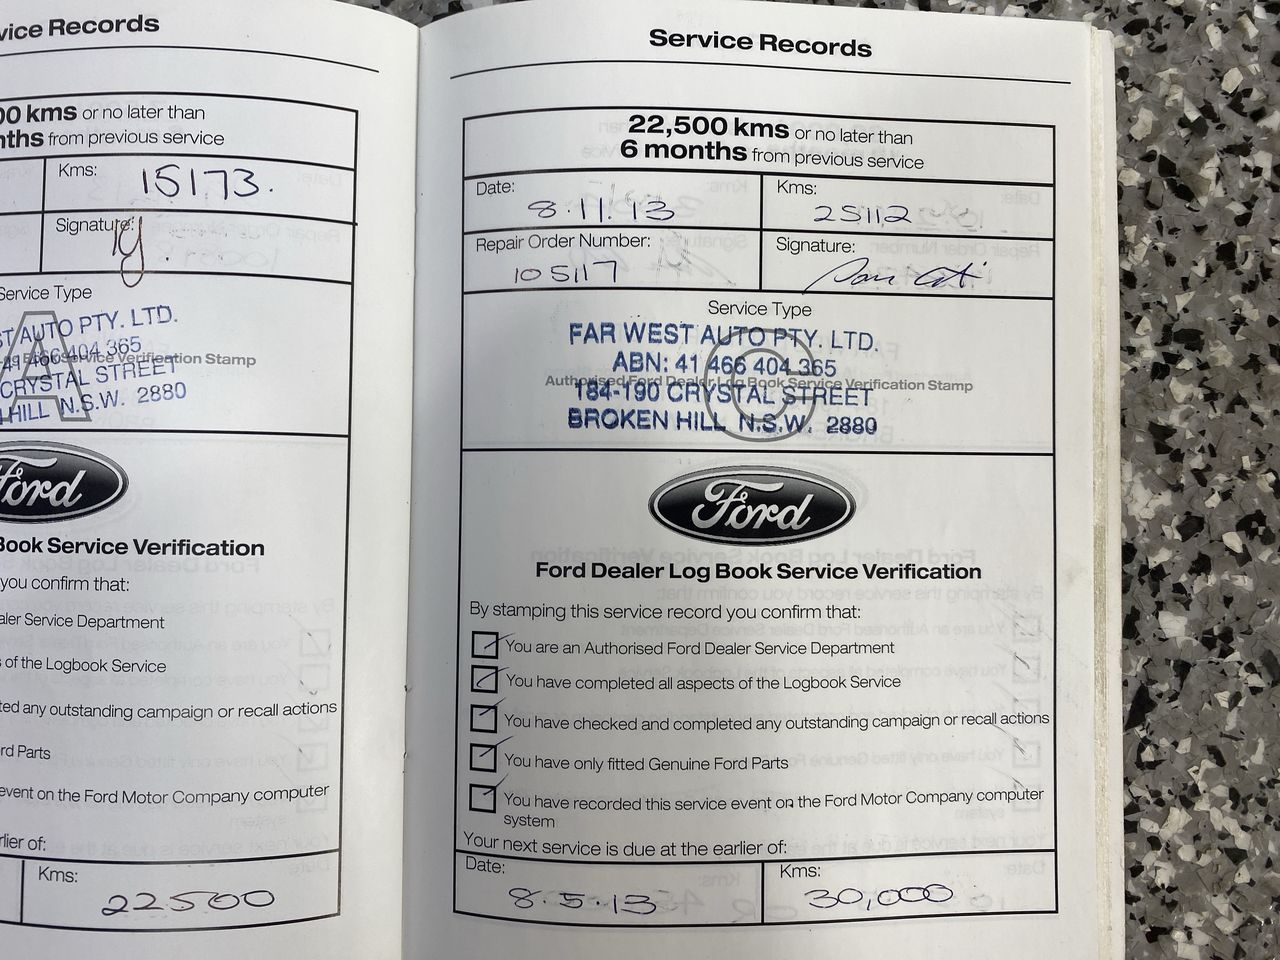 vice Records
00 kms or no later than
nths from previous service
Kms: 15173.
Signature:
Service Type
ST AUTO PTY. LTD.
41 466 404 365
Service Verification Stamp
CRYSTAL STREET
HILL N.S.W. 2880
A
Ford
Book Service Verification
you confirm that:
aler Service Department
of the Logbook Service
ted any outstanding campaign or recall actions
rd Parts
event on the Ford Motor Company computer
rlier of:
Kms:
22500
Service Records
22,500 kms or no later than
6 months from previous service
Date: 8.11.13
Kms: 25112
Repair Order Number: 105117
Signature:
Service Type
FAR WEST AUTO PTY. LTD.
ABN: 41 466 404 365
Authorised Ford Dealer Log Book Service Verification Stamp
184-190 CRYSTAL STREET
BROKEN HILL N.S.W. 2880
C
Ford
Ford Dealer Log Book Service Verification
By stamping this service record you confirm that:
You are an Authorised Ford Dealer Service Department
You have completed all aspects of the Logbook Service
You have checked and completed any outstanding campaign or recall actions
You have only fitted Genuine Ford Parts
You have recorded this service event on the Ford Motor Company computer
system
Your next service is due at the earlier of:
Date: 8.5.13
Kms: 30,000